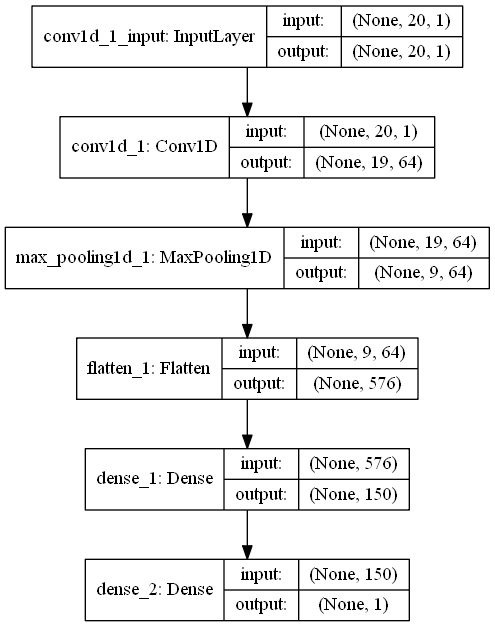 conv1d_1_input: InputLayer
input: (None, 20, 1)
output: (None, 20, 1)
conv1d_1: Conv1D
input: (None, 20, 1)
output: (None, 19, 64)
max_pooling1d_1: MaxPooling1D
input: (None, 19, 64)
output: (None, 9, 64)
flatten_1: Flatten
input: (None, 9, 64)
output: (None, 576)
dense_1: Dense
input: (None, 576)
output: (None, 150)
dense_2: Dense
input: (None, 150)
output: (None, 1)